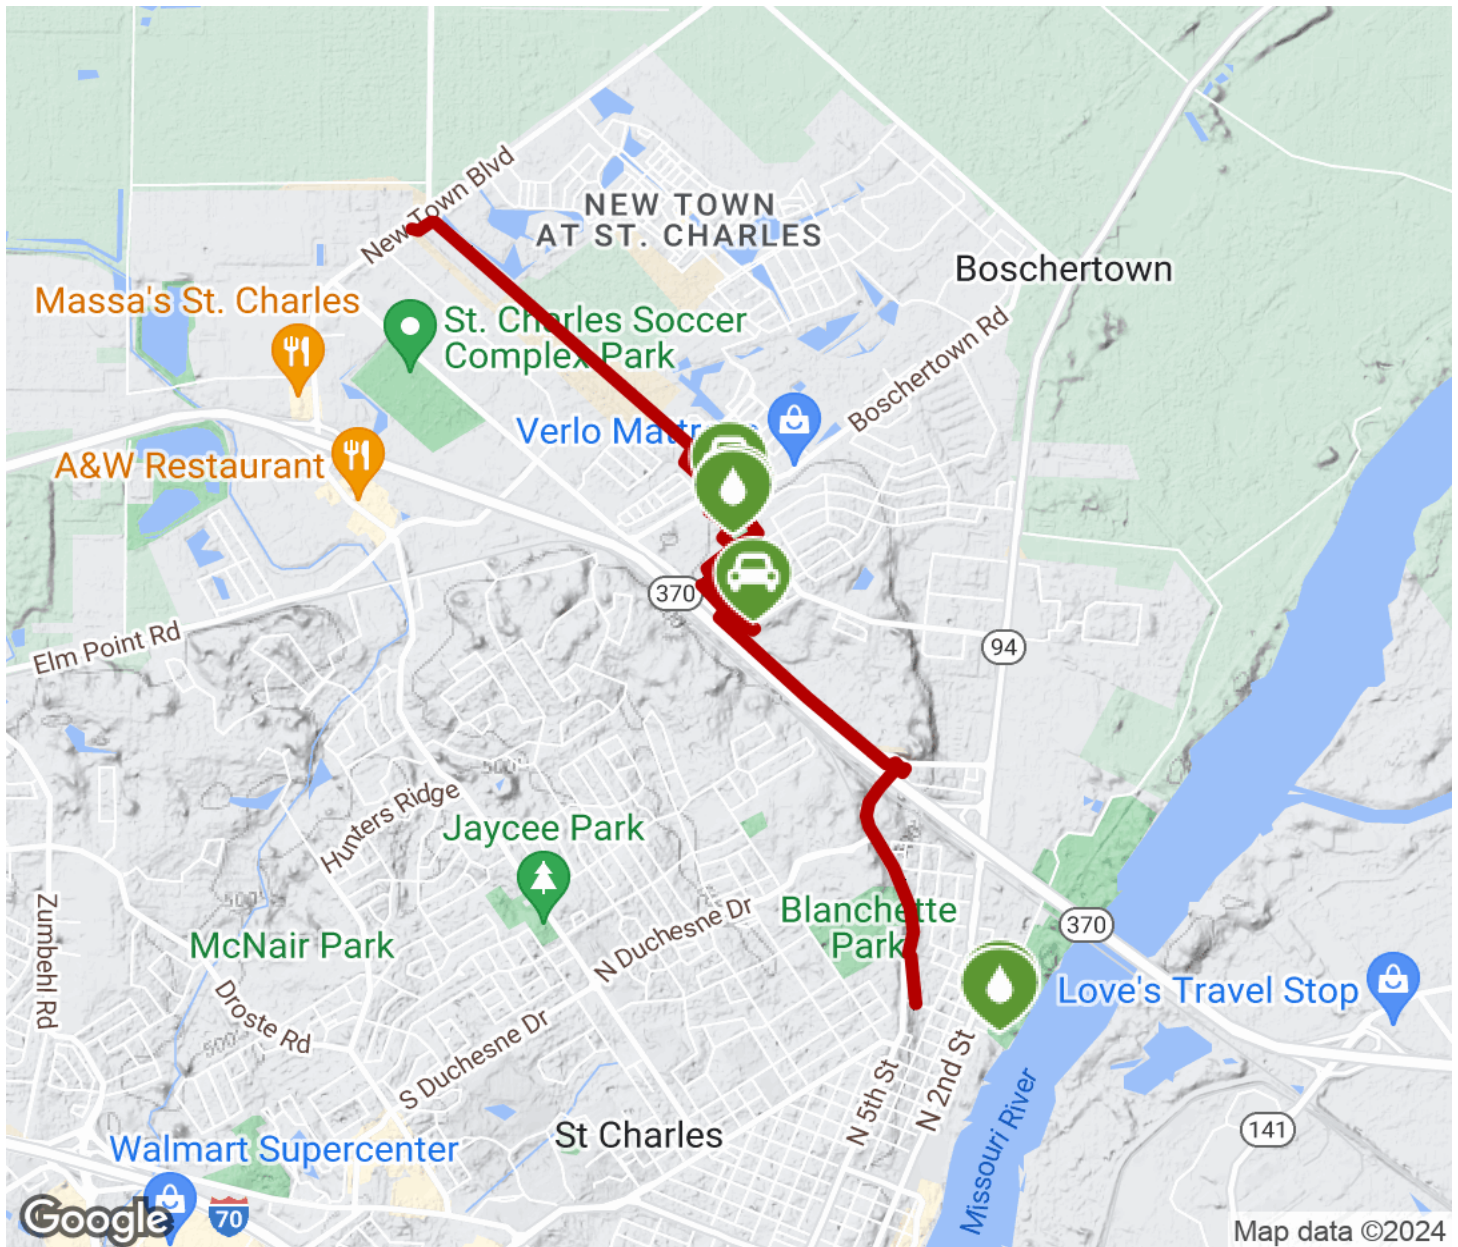 New Town Blvd
NEW TOWN
AT ST. CHARLES
Boschertown
Massa's St. Charles
St. Charles Soccer
Complex Park
Boschertown Rd
Verlo Mattr
A&W Restaurant
370
94
Elm Point Rd
500'
Hunters Ridge
Jaycee Park
Blanchette
Park
Zumbehl Rd
500'
McNair Park
N Duchesne Dr
370
Love's Travel Stop
Droste Rd
500'
S Duchesne Dr
N 5th St
N 2nd St
Missouri River
141
St Charles
Walmart Supercenter
70
Google
Map data ©2024